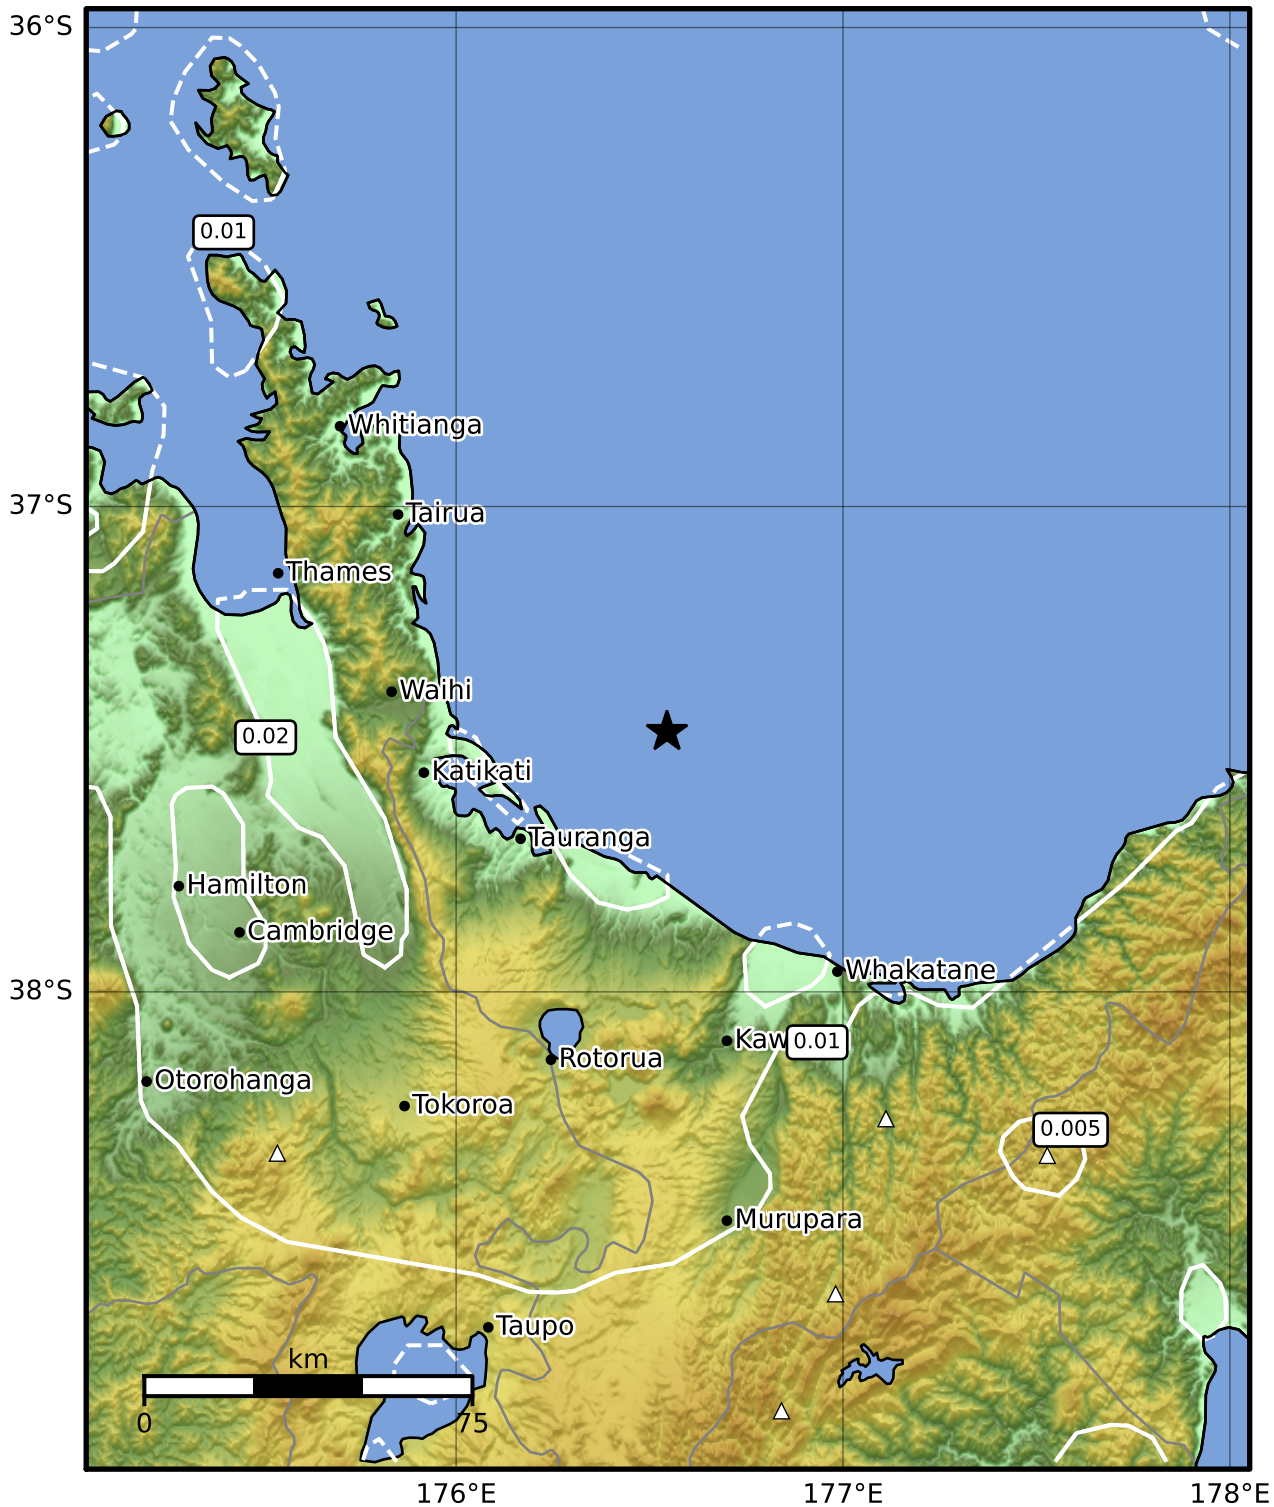 36°S
0.01
Whitianga
37°S
Tairua
Thames
Waihi
0.02
Katikati
Tauranga
Hamilton
Cambridge
38°S
Whakatane
Kaw
0.01
Rotorua
Otorohanga
Tokoroa
0.005
Murupara
Taupo
km
0
75
176°E
177°E
178°E